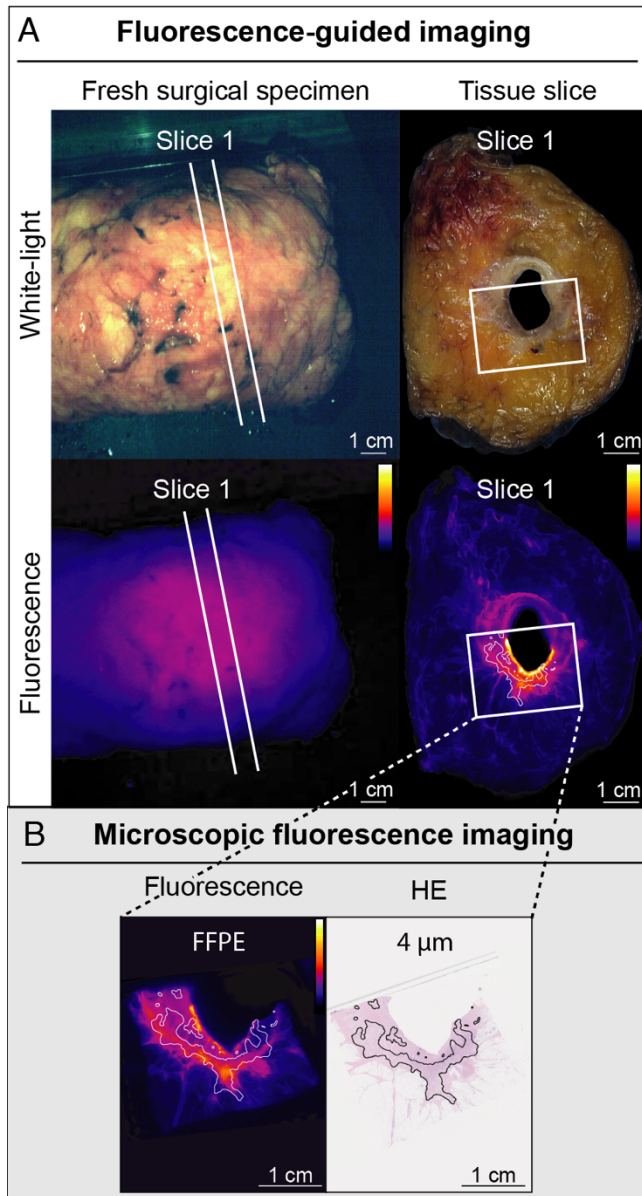 A Fluorescence-guided imaging
Fresh surgical specimen Tissue slice
White-light
Slice 1
1 cm
Slice 1
1 cm
Fluorescence
Slice 1
1 cm
Slice 1
1 cm
B Microscopic fluorescence imaging
Fluorescence HE
FFPE
1 cm
4 µm
1 cm